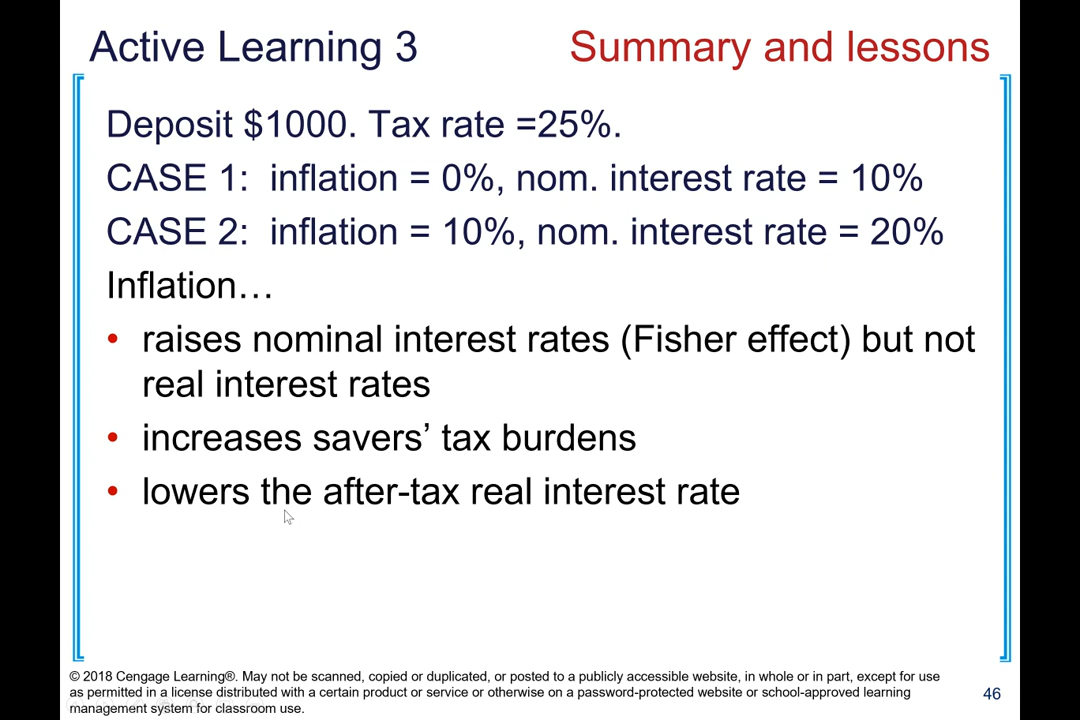 Active Learning 3
Summary and lessons
Deposit $1000. Tax rate =25%.
CASE 1: inflation = 0%, nom. interest rate = 10%
CASE 2: inflation = 10%, nom. interest rate = 20%
Inflation…
• raises nominal interest rates (Fisher effect) but not
real interest rates
• increases savers’ tax burdens
• lowers the after-tax real interest rate
© 2018 Cengage Learning®. May not be scanned, copied or duplicated, or posted to a publicly accessible website, in whole or in part, except for use
as permitted in a license distributed with a certain product or service or otherwise on a password-protected website or school-approved learning
management system for classroom use.
46